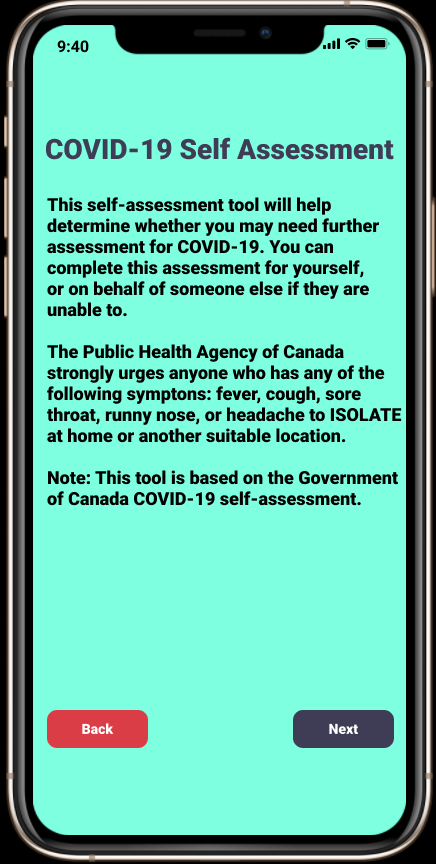 9:40
COVID-19 Self Assessment
This self-assessment tool will help
determine whether you may need further
assessment for COVID-19. You can
complete this assessment for yourself,
or on behalf of someone else if they are
unable to.
The Public Health Agency of Canada
strongly urges anyone who has any of the
following symptons: fever, cough, sore
throat, runny nose, or headache to ISOLATE
at home or another suitable location.
Note: This tool is based on the Government
of Canada COVID-19 self-assessment.
Back
Next